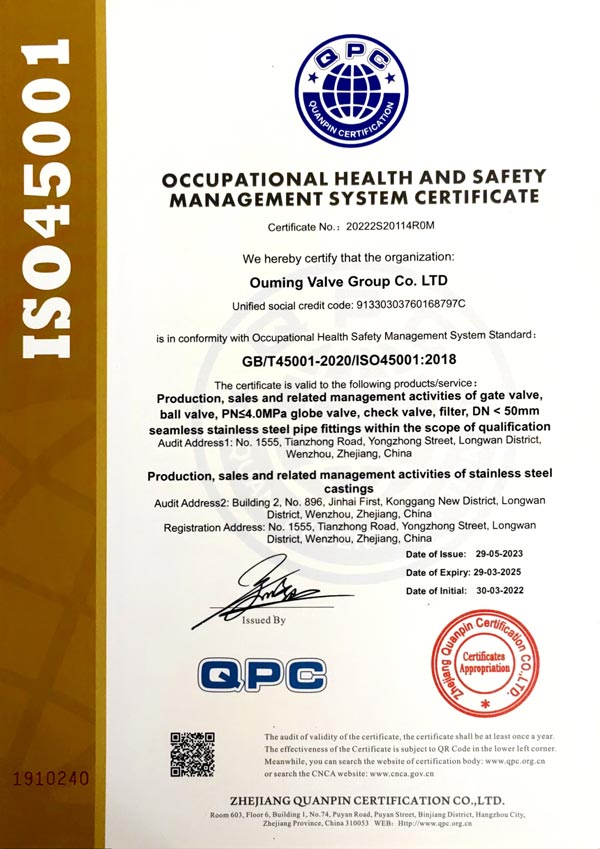 ISO45001
QPC
QUANPIN CERTIFICATION
OCCUPATIONAL HEALTH AND SAFETY
MANAGEMENT SYSTEM CERTIFICATE
Certificate No.: 20222S20114R0M
We hereby certify that the organization:
Ouming Valve Group Co. LTD
Unified social credit code: 91330303760168797C
is in conformity with Occupational Health Safety Management System Standard:
GB/T45001-2020/ISO45001:2018
The certificate is valid to the following products/service:
Production, sales and related management activities of gate valve,
ball valve, PN≤4.0MPa globe valve, check valve, filter, DN < 50mm
seamless stainless steel pipe fittings within the scope of qualification
Audit Address1: No. 1555, Tianzhong Road, Yongzhong Street, Longwan District,
Wenzhou, Zhejiang, China
Production, sales and related management activities of stainless steel
castings
Audit Address2: Building 2, No. 896, Jinhai First, Konggang New District, Longwan
District, Wenzhou, Zhejiang, China
Registration Address: No. 1555, Tianzhong Road, Yongzhong Street, Longwan
District, Wenzhou, Zhejiang, China
Date of Issue: 29-05-2023
Date of Expiry: 29-03-2025
Date of Initial: 30-03-2022
Issued By
Zhejiang Quanpin Certification CO.,LTD.
Certificates
Appropriation
QPC
The audit of validity of the certificate, the certificate shall be at least once a year.
The effectiveness of the Certificate is subject to QR Code in the lower left corner.
Meanwhile, you can search the website of certification body: www.qpc.org.cn
or search the CNCA website: www.cnca.gov.cn
1910240
ZHEJIANG QUANPIN CERTIFICATION CO.,LTD.
Room 603, Floor 6, Building 1, No.74, Puyan Road, Puyan Street, Binjiang District, Hangzhou City,
Zhejiang Province, China 310053 WEB: Http://www.qpc.org.cn